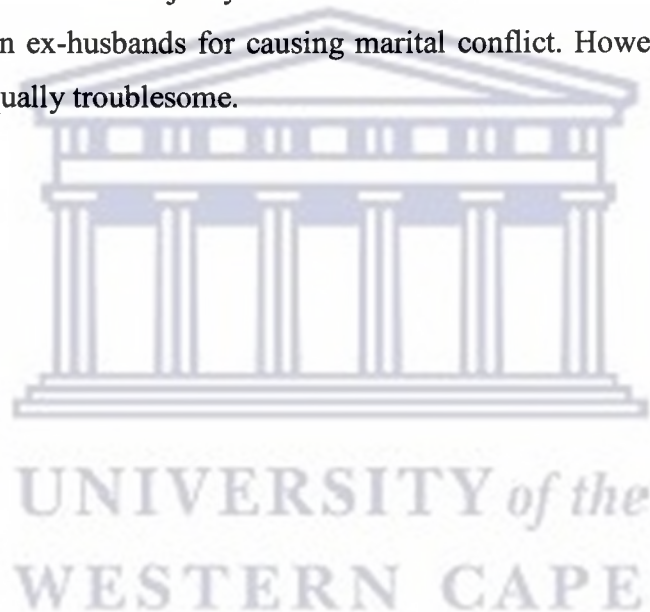 n ex-husbands for causing marital conflict. Howe
ually troublesome.
UNIVERSITY of the
WESTERN CAPE